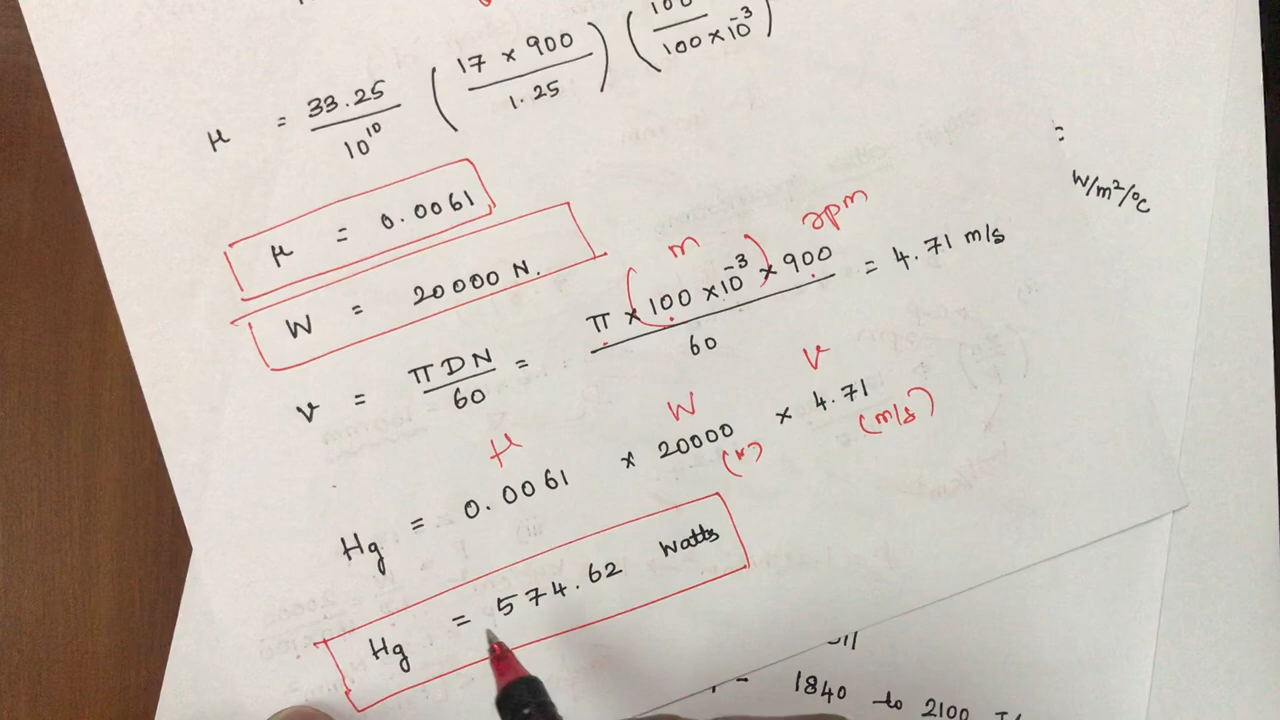 μ = 33.25 / 10^10 ( 17 × 900 / 1.25 ) ( 100 / 100 × 10^-3 )
μ = 0.0061
W = 20000 N.
m rpm
v = πDN / 60 = π × 100 × 10^-3 × 900 / 60 = 4.71 m/s
μ W v
Hg = 0.0061 × 20000 × 4.71
(m/s)
Hg = 574.62 Watts
=
W/m²/°C
1840 to 2100